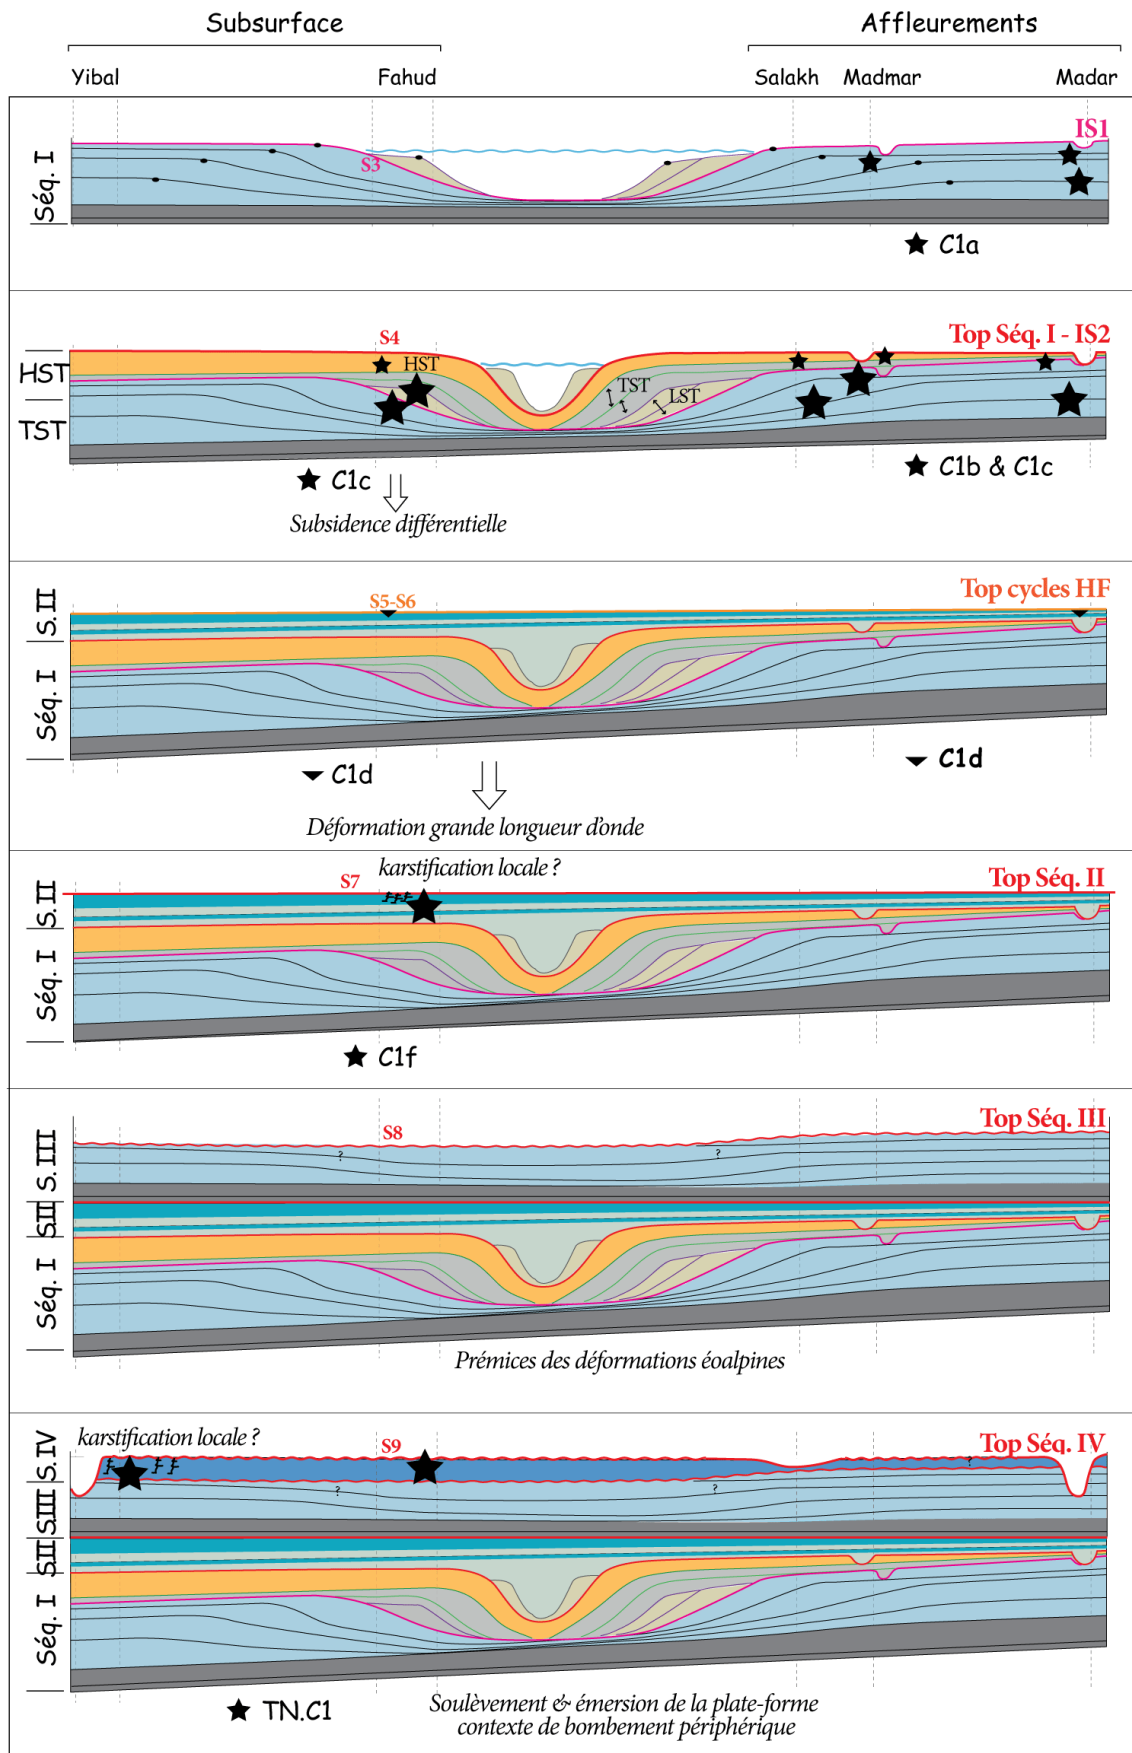 Subsurface Affleurements
Yibal Fahud Salakh Madmar Madar
IS1
S3
Séq. I
C1a
S4 Top Séq. I - IS2
HST HST
TST LST
TST
C1c C1b & C1c
Subsidence différentielle
S5-S6 Top cycles HF
S.II
Séq. I
C1d C1d
Déformation grande longueur d'onde
karstification locale ?
S7 Top Séq. II
S.II
Séq. I
C1f
S8 Top Séq. III
? ?
S.III
SII
Séq. I
Prémices des déformations éoalpines
karstification locale ?
S9 Top Séq. IV
?
? ?
S.IV
SIII
SII
Séq. I
TN.C1 Soulèvement & émersion de la plate-forme
contexte de bombement périphérique